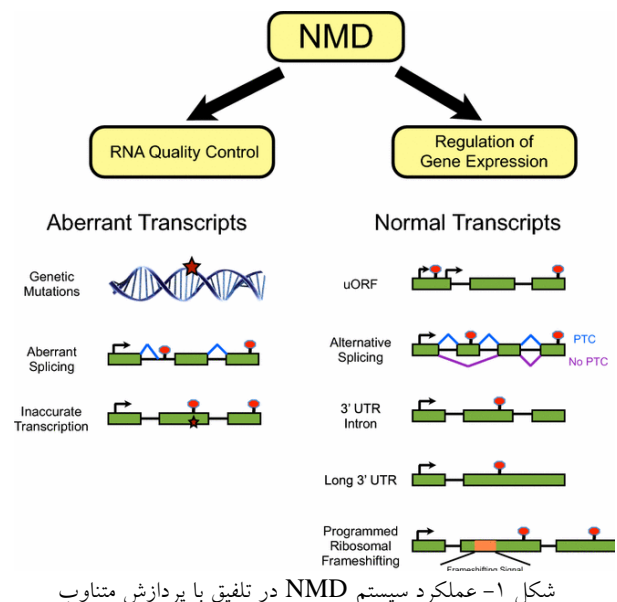 NMD
RNA Quality Control
Regulation of
Gene Expression
Aberrant Transcripts
Genetic
Mutations
Aberrant
Splicing
Inaccurate
Transcription
Normal Transcripts
uORF
Alternative
Splicing
PTC
No PTC
3' UTR
Intron
Long 3' UTR
Programmed
Ribosomal
Frameshifting
Frameshifting Signal
شکل ۱- عملکرد سیستم NMD در تلفیق با پردازش متناوب